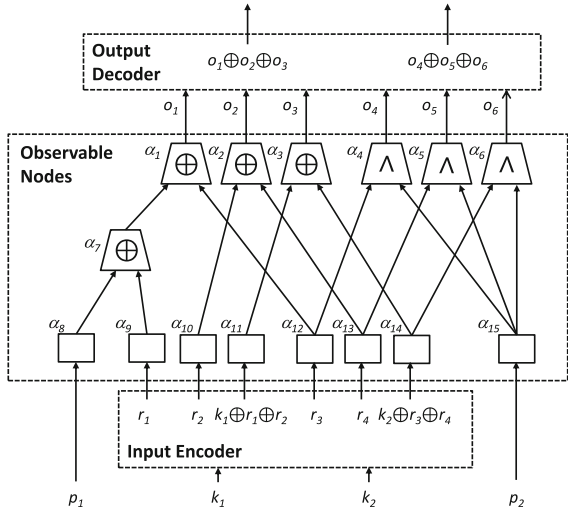 Output Decoder
o₁⊕o₂⊕o₃ o₄⊕o₅⊕o₆
o₁ o₂ o₃ o₄ o₅ o₆
Observable Nodes
α₁ α₂ α₃ α₄ α₅ α₆
⊕ ⊕ ⊕ ∧ ∧ ∧
α₇ ⊕
α₈ α₉ α₁₀ α₁₁ α₁₂ α₁₃ α₁₄ α₁₅
r₁ r₂ k₁⊕r₁⊕r₂ r₃ r₄ k₂⊕r₃⊕r₄
Input Encoder
p₁ k₁ k₂ p₂